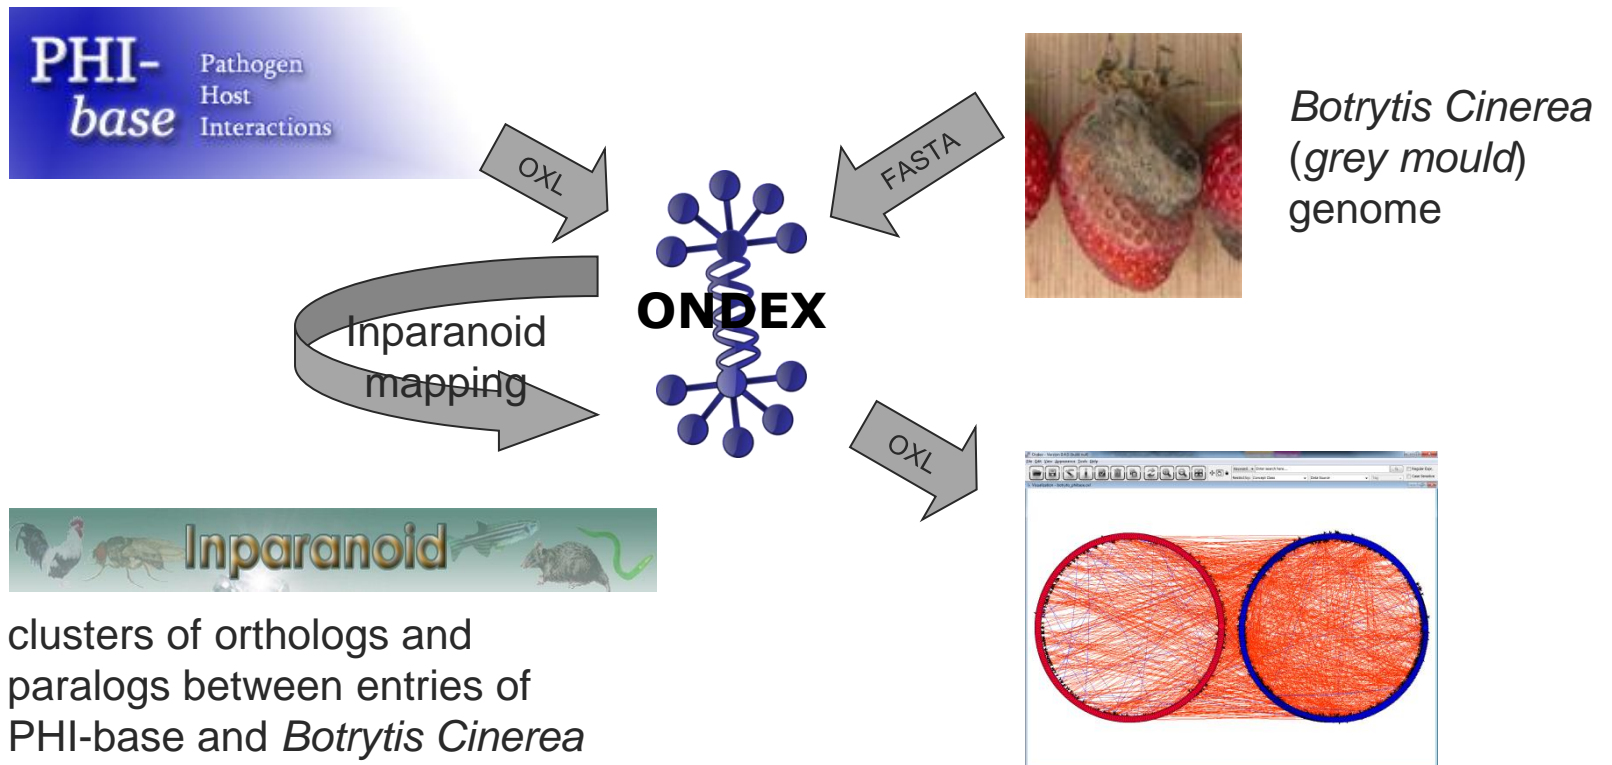 PHI-
base
Pathogen
Host
Interactions
OXL
FASTA
Botrytis Cinerea
(grey mould)
genome
ONDEX
Inparanoid
mapping
OXL
Inparanoid
clusters of orthologs and
paralogs between entries of
PHI-base and Botrytis Cinerea